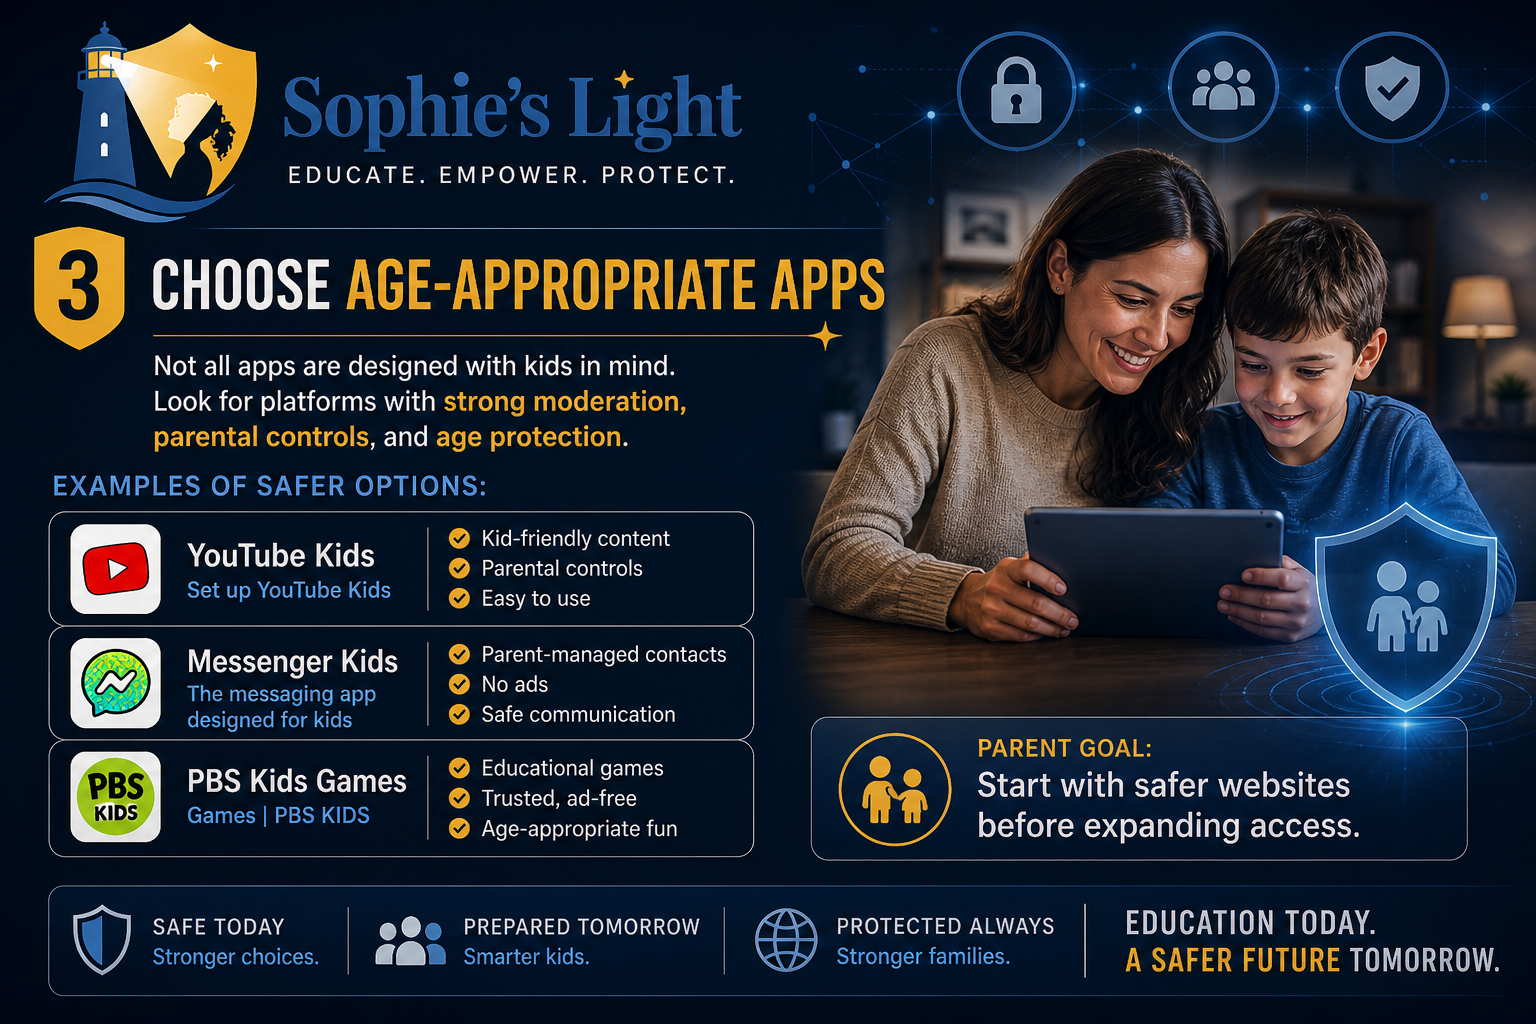 Sophie's Light
EDUCATE. EMPOWER. PROTECT.
3
CHOOSE AGE-APPROPRIATE APPS
Not all apps are designed with kids in mind.
Look for platforms with strong moderation,
parental controls, and age protection.
EXAMPLES OF SAFER OPTIONS:
YouTube Kids
Set up YouTube Kids
Kid-friendly content
Parental controls
Easy to use
Messenger Kids
The messaging app
designed for kids
Parent-managed contacts
No ads
Safe communication
PBS
KIDS
PBS Kids Games
Games | PBS KIDS
Educational games
Trusted, ad-free
Age-appropriate fun
PARENT GOAL:
Start with safer websites
before expanding access.
SAFE TODAY
Stronger choices.
PREPARED TOMORROW
Smarter kids.
PROTECTED ALWAYS
Stronger families.
EDUCATION TODAY.
A SAFER FUTURE TOMORROW.